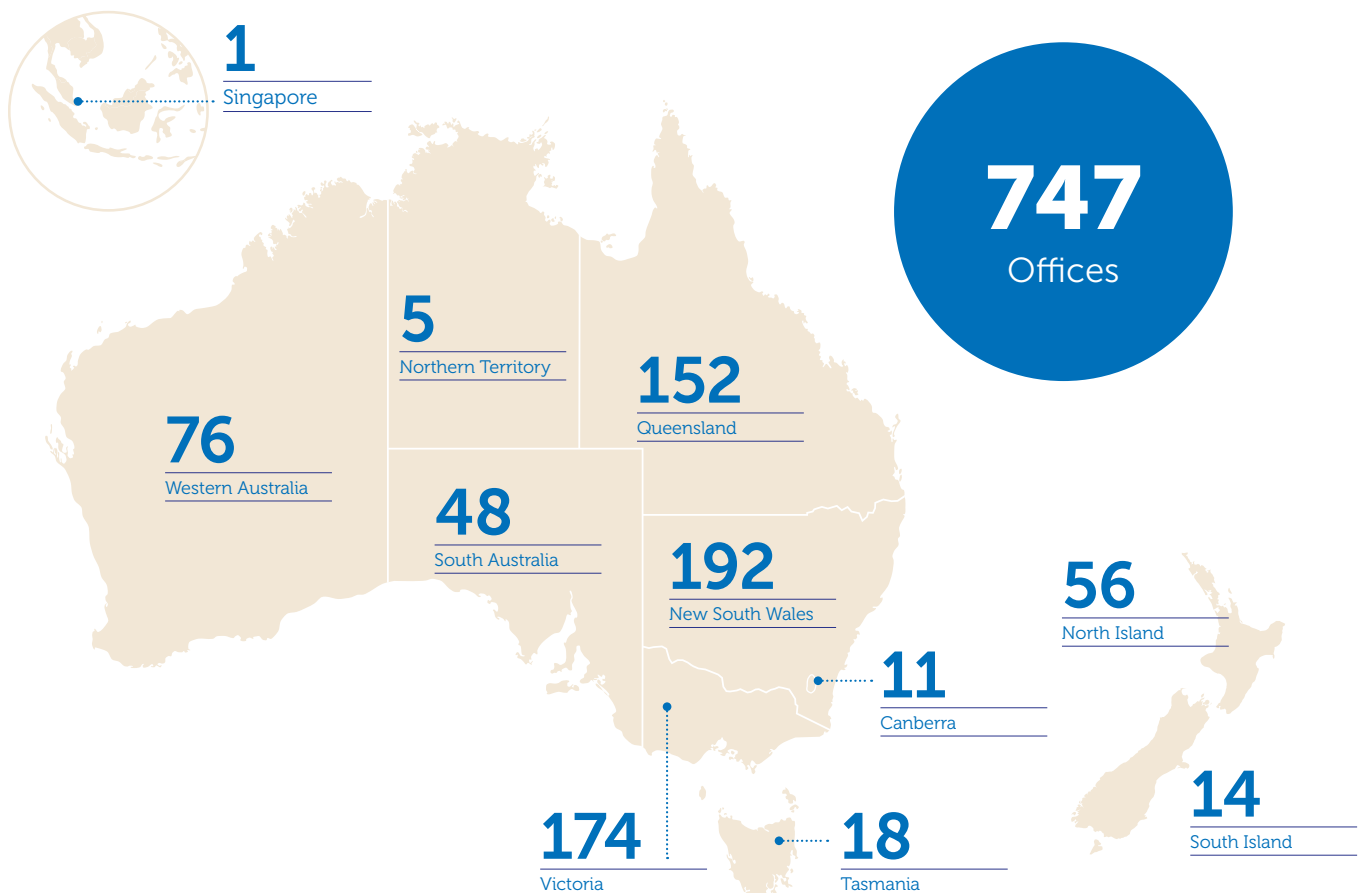 1
Singapore
747
Offices
5
Northern Territory
152
Queensland
76
Western Australia
48
South Australia
192
New South Wales
56
North Island
11
Canberra
14
South Island
174
Victoria
18
Tasmania